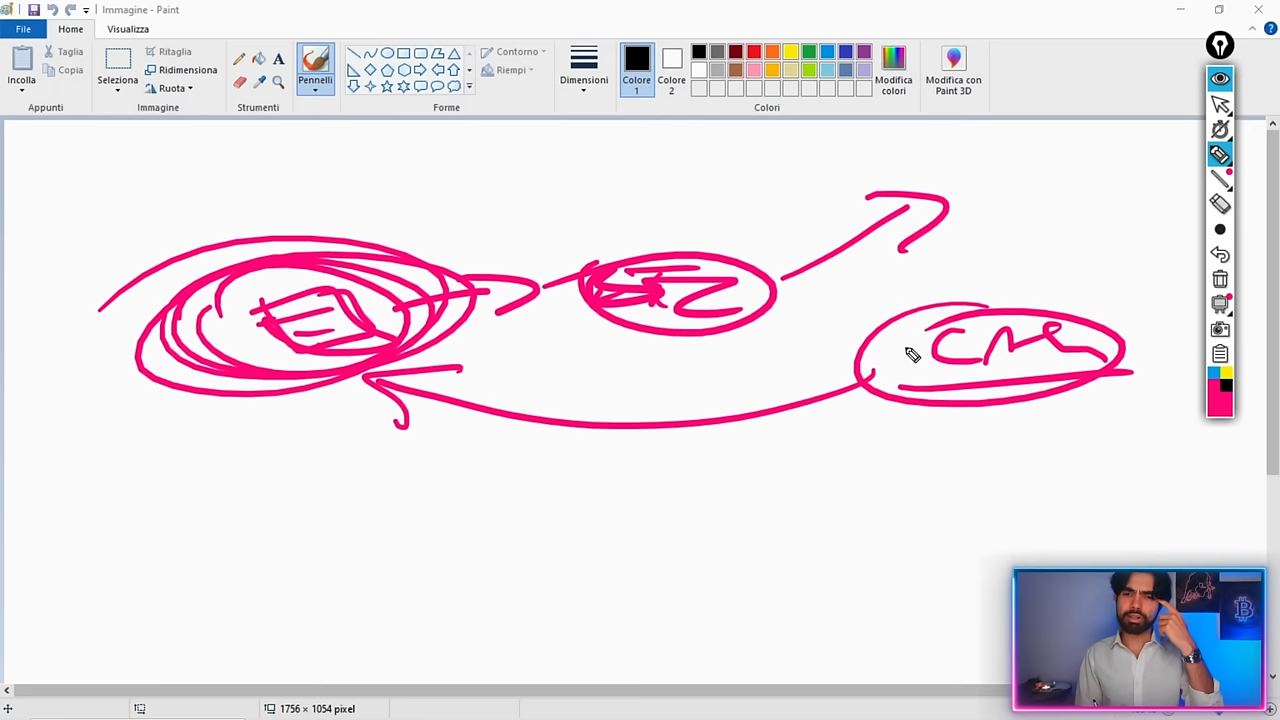 Immagine - Paint
File Home Visualizza
Incolla
Taglia
Copia
Appunti
Seleziona
Ritaglia
Ridimensiona
Ruota
Immagine
Strumenti
Pennelli
Contorno
Riempi
Forme
Dimensioni
Colore 1
Colore 2
Modifica colori
Colori
Modifica con Paint 3D
1756 × 1054 pixel